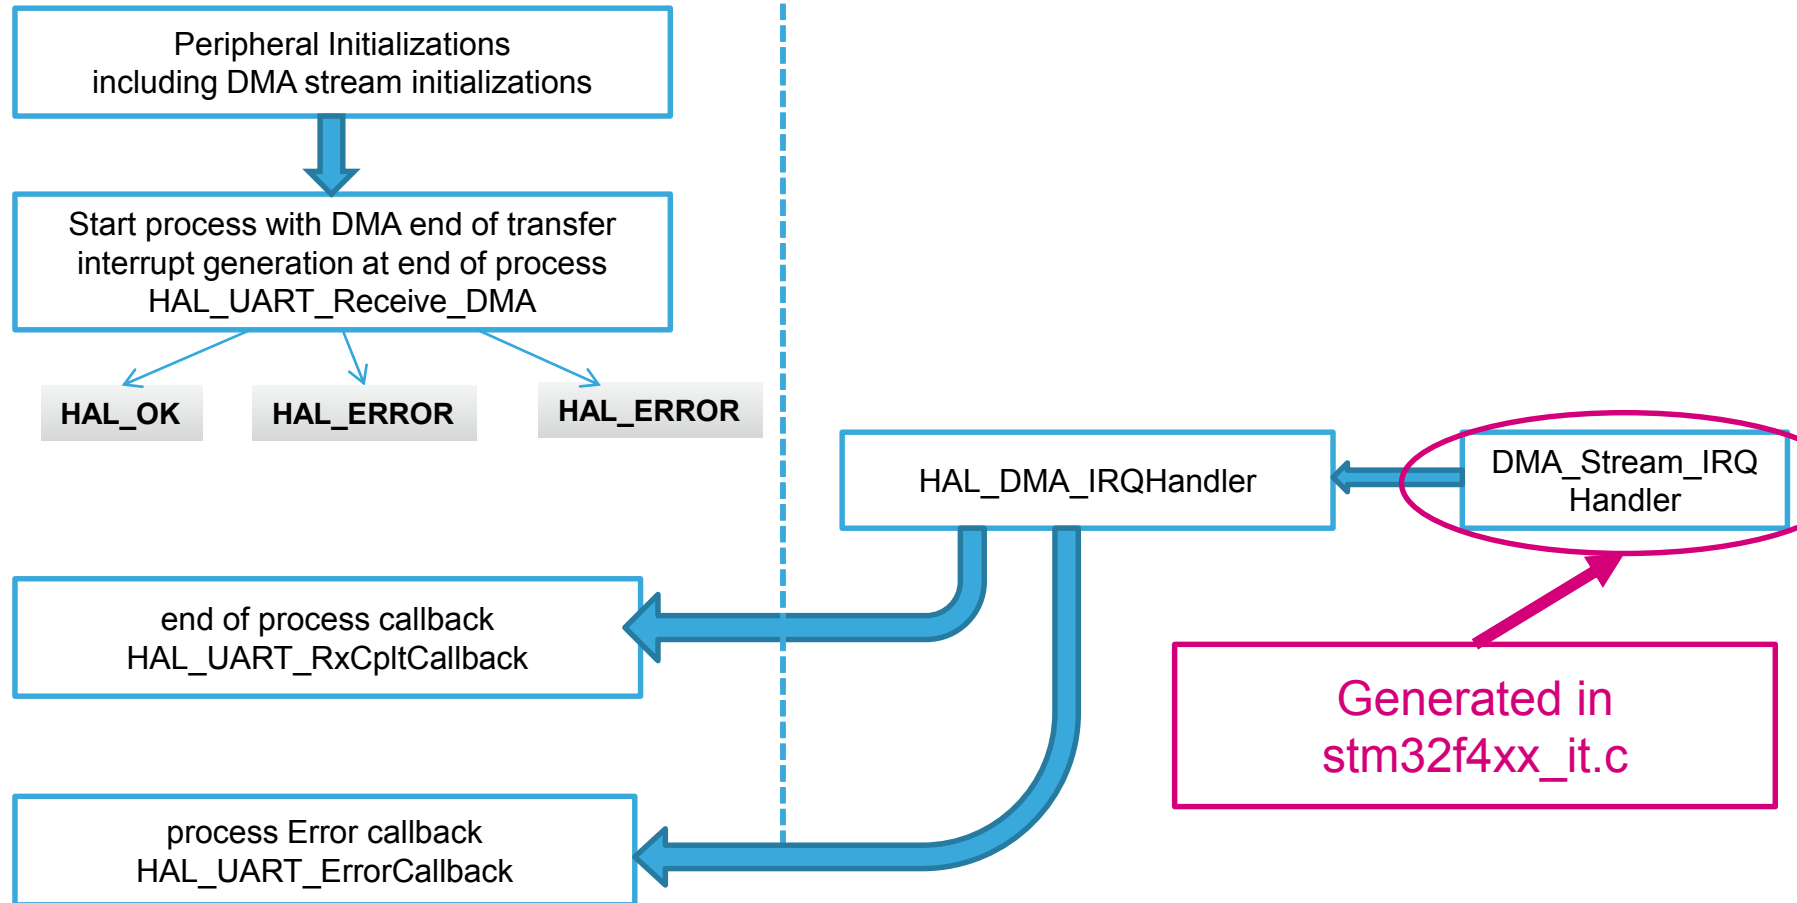 Peripheral Initializations
including DMA stream initializations
Start process with DMA end of transfer
interrupt generation at end of process
HAL_UART_Receive_DMA
HAL_OK
HAL_ERROR
HAL_ERROR
HAL_DMA_IRQHandler
DMA_Stream_IRQ
Handler
end of process callback
HAL_UART_RxCpltCallback
Generated in
stm32f4xx_it.c
process Error callback
HAL_UART_ErrorCallback